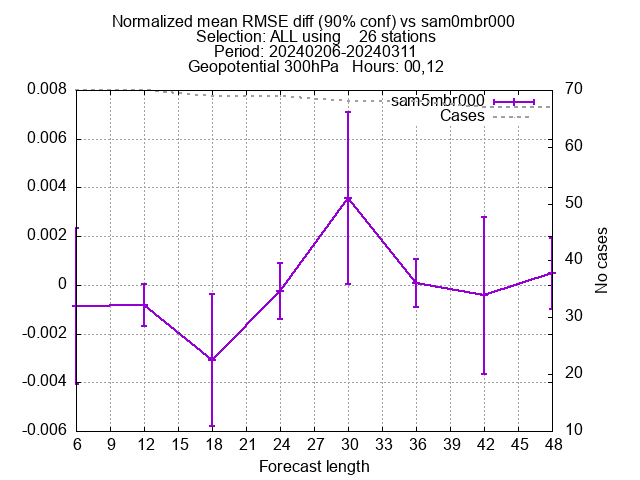 Normalized mean RMSE diff (90% conf) vs sam0mbr000
Selection: ALL using    26 stations
Period: 20240206-20240311
Geopotential 300hPa   Hours: 00,12
sam5mbr000
Cases
0.008
0.006
0.004
0.002
0
-0.002
-0.004
-0.006
70
60
50
40
30
20
10
No cases
6 9 12 15 18 21 24 27 30 33 36 39 42 45 48
Forecast length